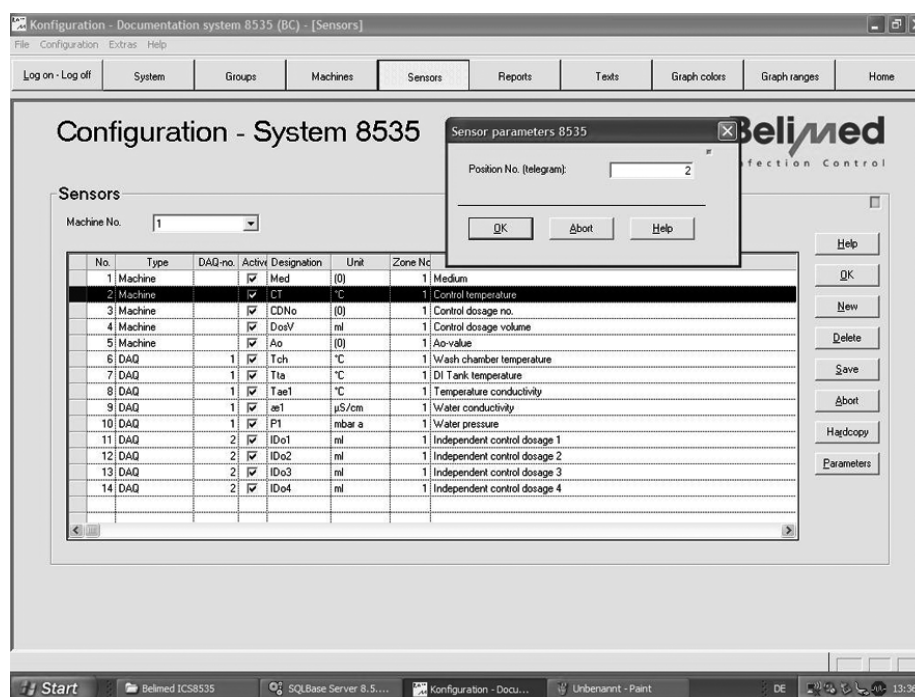 Konfiguration - Documentation system 8535 (BC) - [Sensors]
File Configuration Extras Help
Log on - Log off System Groups Machines Sensors Reports Texts Graph colors Graph ranges Home
Configuration - System 8535
Sensor parameters 8535
Belimed
fection Control
Position No. (telegram): 2
OK Abort Help
Sensors
Machine No. 1
No. Type DAQ-no. Active Designation Unit Zone No
1 Machine Med (0) 1 Medium
2 Machine CT °C 1 Control temperature
3 Machine CDNo (0) 1 Control dosage no.
4 Machine DosV ml 1 Control dosage volume
5 Machine Ao (0) 1 Ao-value
6 DAQ 1 Tch °C 1 Wash chamber temperature
7 DAQ 1 Tta °C 1 DI Tank temperature
8 DAQ 1 Tae1 °C 1 Temperature conductivity
9 DAQ 1 æ1 µS/cm 1 Water conductivity
10 DAQ 1 P1 mbar a 1 Water pressure
11 DAQ 2 IDo1 ml 1 Independent control dosage 1
12 DAQ 2 IDo2 ml 1 Independent control dosage 2
13 DAQ 2 IDo3 ml 1 Independent control dosage 3
14 DAQ 2 IDo4 ml 1 Independent control dosage 4
Help
OK
New
Delete
Save
Abort
Hardcopy
Parameters
Start Belimed ICS8535 SQLBase Server 8.5.... Konfiguration - Docu... Unbenannt - Paint DE